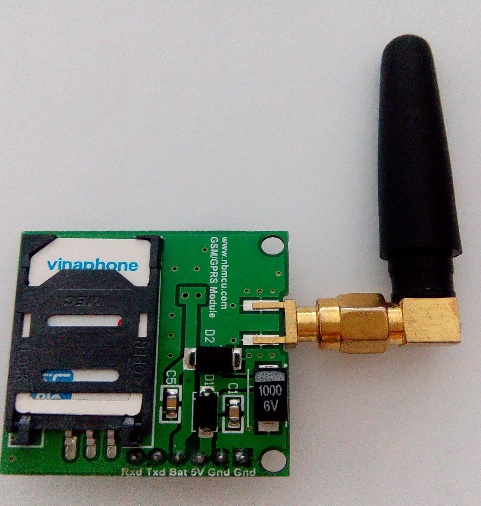 vinaphone
www.nbmcu.com
GSM/GPRS Module
D2
C5
D1
C1
1000
6V
Rxd Txd Bat 5V Gnd Gnd